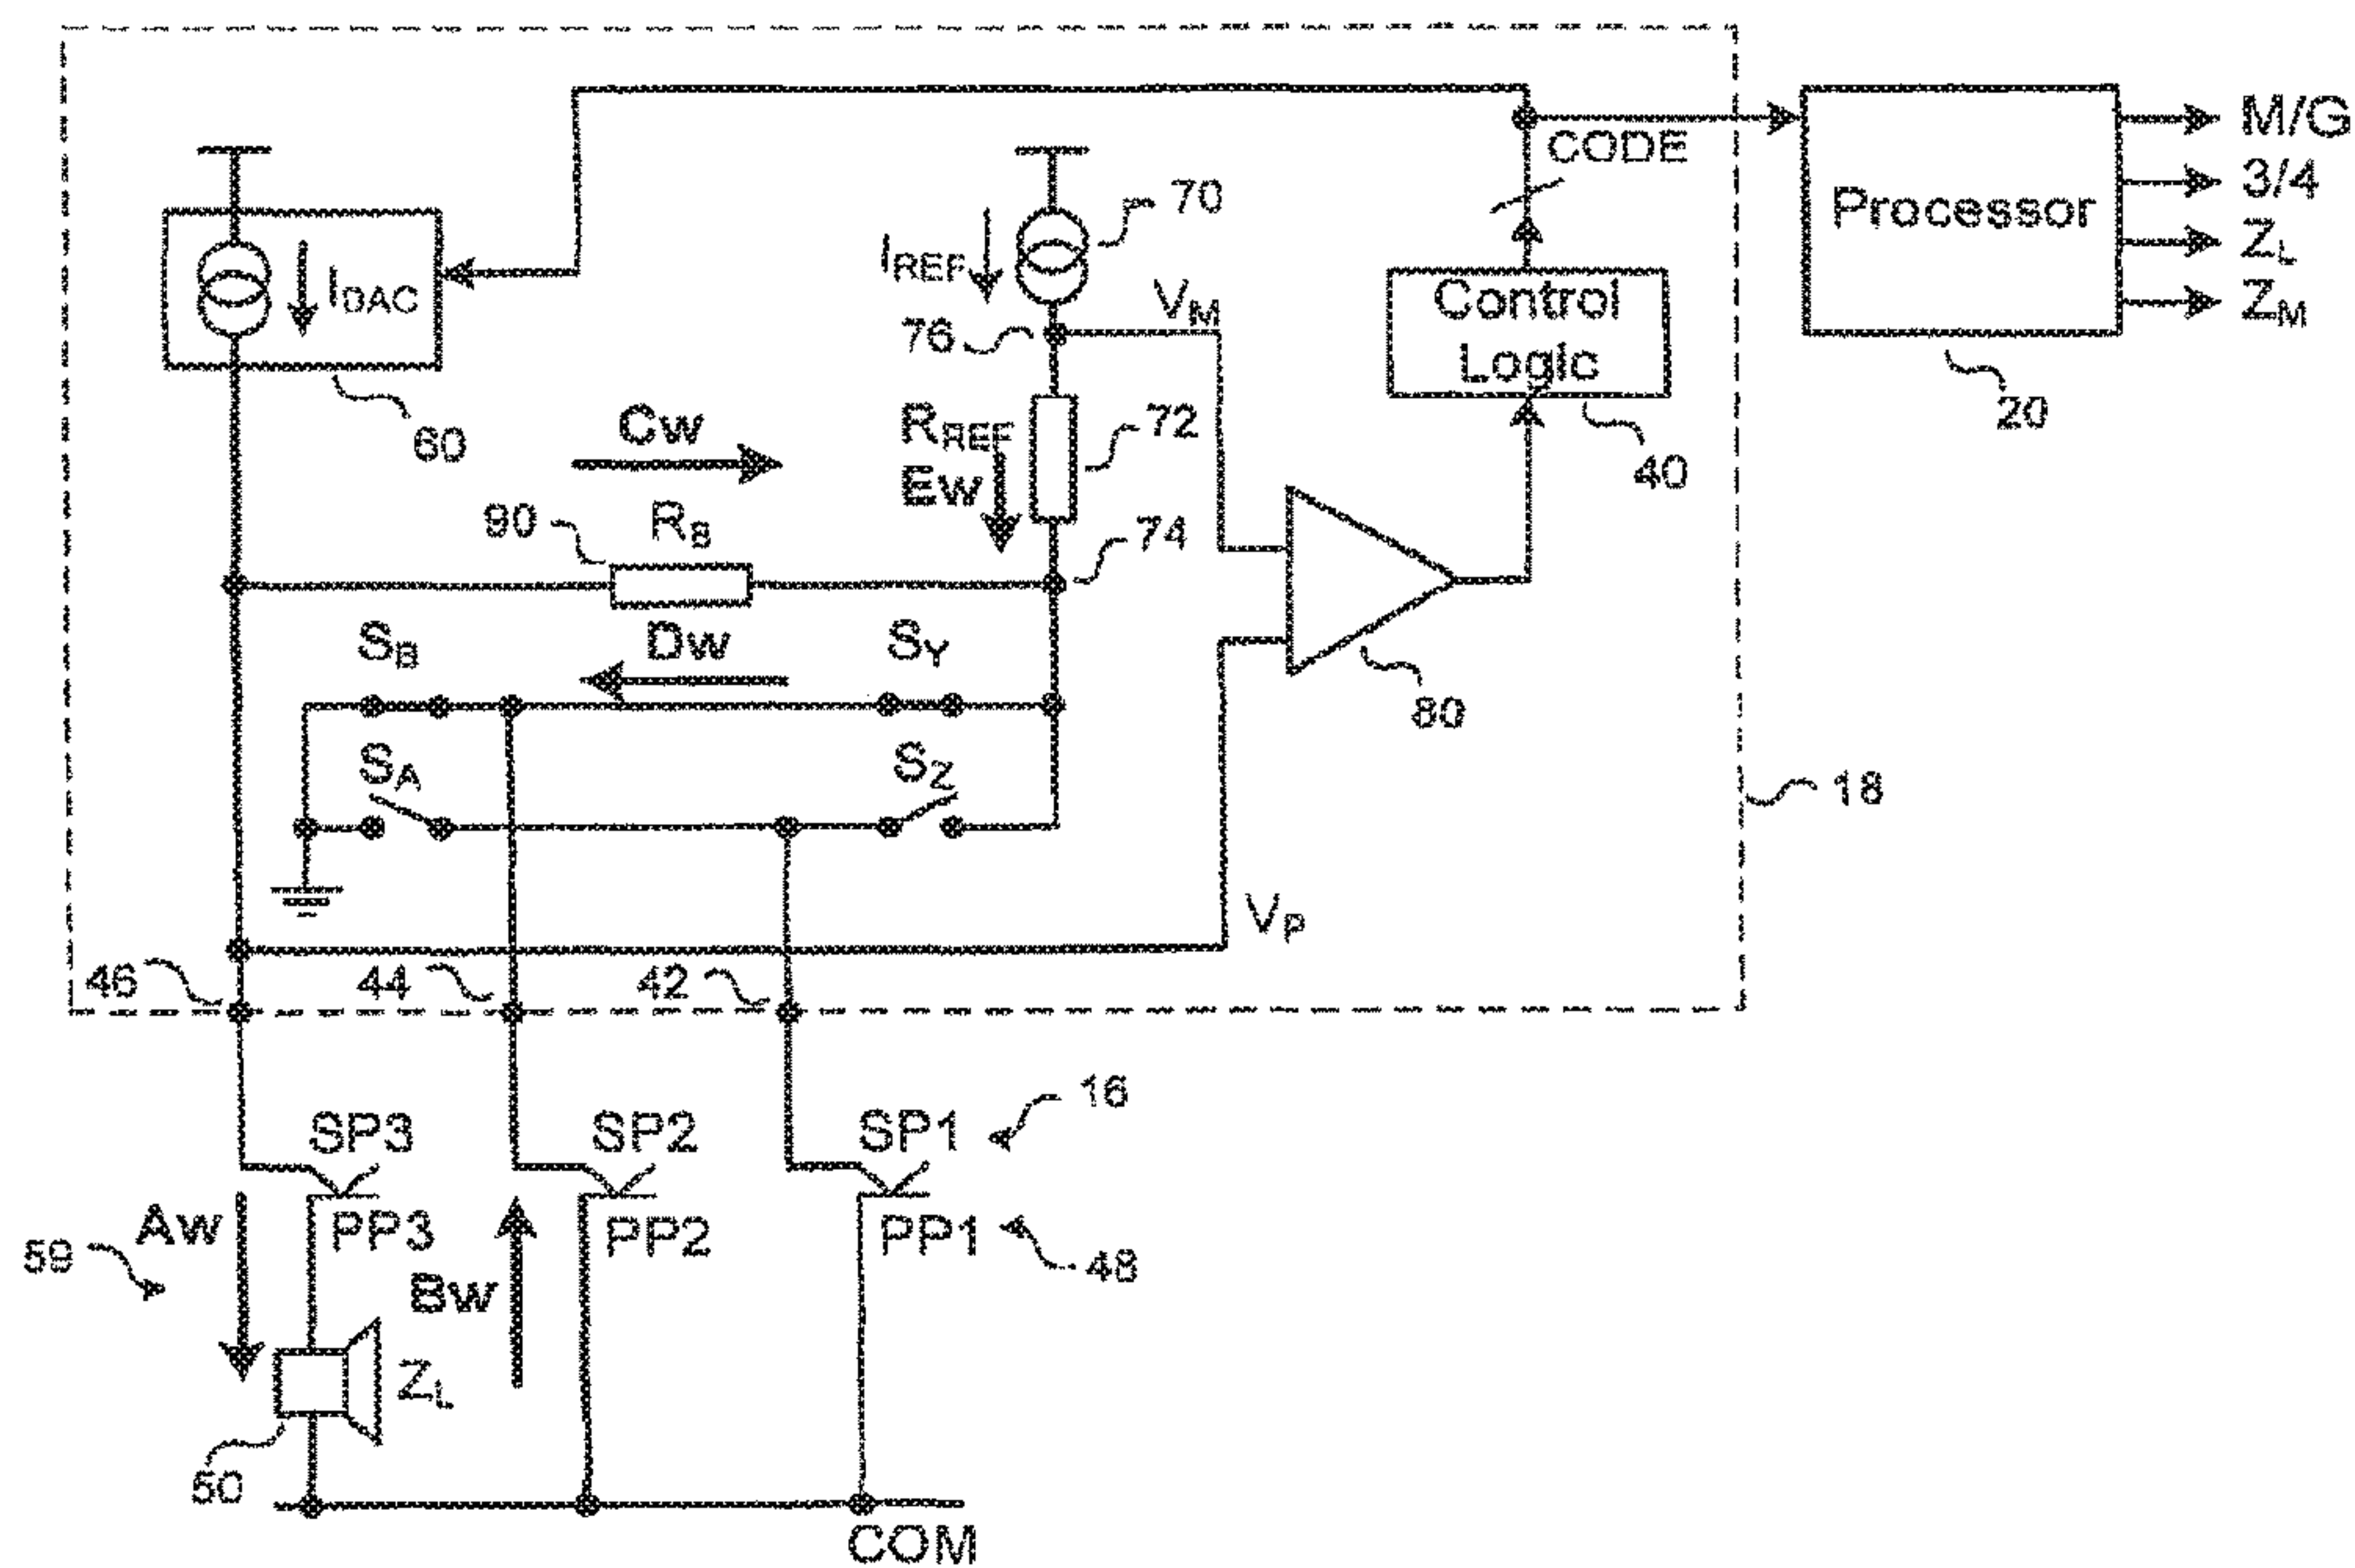 M/G
CODE
3/4
Processor
70
ZL
IREF
IDAC
VM
Control
ZM
76
Logic
20
Cw
RREF
72
60
40
Ew
90
RB
74
SB
Dw
SY
80
SA
SZ
18
VP
46
44
42
16
SP3
SP2
SP1
Aw
PP3
PP2
PP1
59
48
Bw
ZL
50
COM